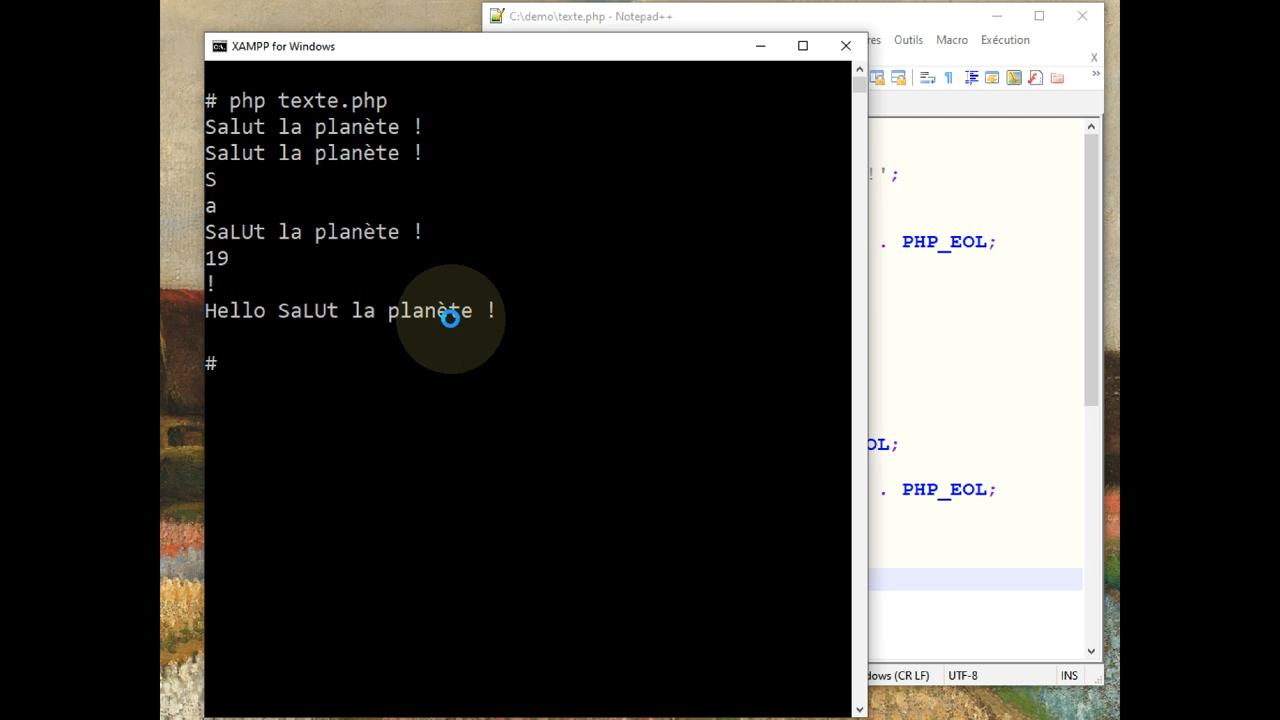 C:\demo\texte.php - Notepad++
XAMPP for Windows
res Outils Macro Exécution
X
»
# php texte.php
Salut la planète !
Salut la planète !
S
a
SaLUt la planète !
19
!
Hello SaLUt la planète !
#
!';
. PHP_EOL;
OL;
. PHP_EOL;
dows (CR LF) UTF-8 INS